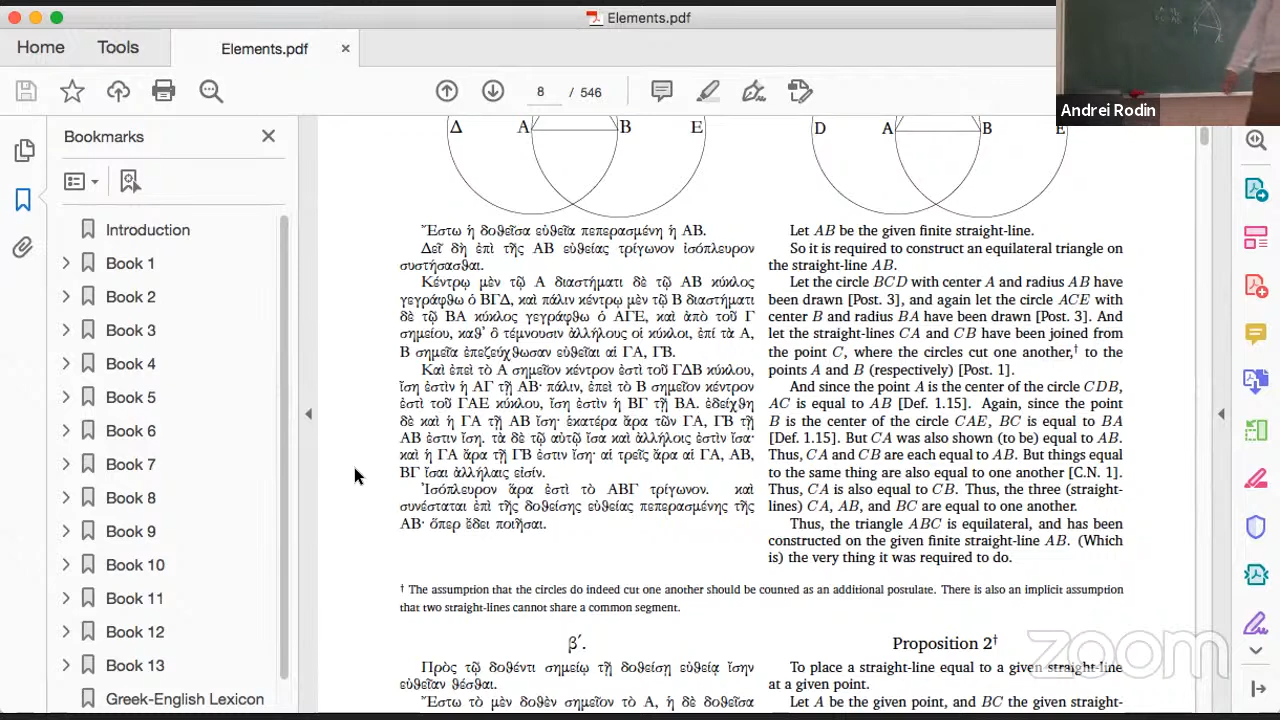 Elements.pdf
Home Tools Elements.pdf
8 / 546
Andrei Rodin
Bookmarks
Introduction
Book 1
Book 2
Book 3
Book 4
Book 5
Book 6
Book 7
Book 8
Book 9
Book 10
Book 11
Book 12
Book 13
Greek-English Lexicon
Δ A B E
D A B E
Ἔστω ἡ δοθεῖσα εὐθεῖα πεπερασμένη ἡ ΑΒ.
Δεῖ δὴ ἐπὶ τῆς ΑΒ εὐθείας τρίγωνον ἰσόπλευρον
συστήσασθαι.
Κέντρῳ μὲν τῷ Α διαστήματι δὲ τῷ ΑΒ κύκλος
γεγράφθω ὁ ΒΓΔ, καὶ πάλιν κέντρῳ μὲν τῷ Β διαστήματι
δὲ τῷ ΒΑ κύκλος γεγράφθω ὁ ΑΓΕ, καὶ ἀπὸ τοῦ Γ
σημείου, καθ᾿ ὃ τέμνουσιν ἀλλήλους οἱ κύκλοι, ἐπί τὰ Α,
Β σημεῖα ἐπεζεύχθωσαν εὐθεῖαι αἱ ΓΑ, ΓΒ.
Καὶ ἐπεὶ τὸ Α σημεῖον κέντρον ἐστὶ τοῦ ΓΔΒ κύκλου,
ἴση ἐστὶν ἡ ΑΓ τῇ ΑΒ· πάλιν, ἐπεὶ τὸ Β σημεῖον κέντρον
ἐστὶ τοῦ ΓΑΕ κύκλου, ἴση ἐστὶν ἡ ΒΓ τῇ ΒΑ. ἐδείχθη
δὲ καὶ ἡ ΓΑ τῇ ΑΒ ἴση· ἑκατέρα ἄρα τῶν ΓΑ, ΓΒ τῇ
ΑΒ ἐστιν ἴση. τὰ δὲ τῷ αὐτῷ ἴσα καὶ ἀλλήλοις ἐστὶν ἴσα·
καὶ ἡ ΓΑ ἄρα τῇ ΓΒ ἐστιν ἴση· αἱ τρεῖς ἄρα αἱ ΓΑ, ΑΒ,
ΒΓ ἴσαι ἀλλήλαις εἰσίν.
Ἰσόπλευρον ἄρα ἐστὶ τὸ ΑΒΓ τρίγωνον. καὶ
συνέσταται ἐπὶ τῆς δοθείσης εὐθείας πεπερασμένης τῆς
ΑΒ· ὅπερ ἔδει ποιῆσαι.
Let AB be the given finite straight-line.
So it is required to construct an equilateral triangle on
the straight-line AB.
Let the circle BCD with center A and radius AB have
been drawn [Post. 3], and again let the circle ACE with
center B and radius BA have been drawn [Post. 3]. And
let the straight-lines CA and CB have been joined from
the point C, where the circles cut one another,† to the
points A and B (respectively) [Post. 1].
And since the point A is the center of the circle CDB,
AC is equal to AB [Def. 1.15]. Again, since the point
B is the center of the circle CAE, BC is equal to BA
[Def. 1.15]. But CA was also shown (to be) equal to AB.
Thus, CA and CB are each equal to AB. But things equal
to the same thing are also equal to one another [C.N. 1].
Thus, CA is also equal to CB. Thus, the three (straight-
lines) CA, AB, and BC are equal to one another.
Thus, the triangle ABC is equilateral, and has been
constructed on the given finite straight-line AB. (Which
is) the very thing it was required to do.
† The assumption that the circles do indeed cut one another should be counted as an additional postulate. There is also an implicit assumption
that two straight-lines cannot share a common segment.
β΄.
Πρὸς τῷ δοθέντι σημείῳ τῇ δοθείσῃ εὐθείᾳ ἴσην
εὐθεῖαν θέσθαι.
Ἔστω τὸ μὲν δοθὲν σημεῖον τὸ Α, ἡ δὲ δοθεῖσα
Proposition 2†
To place a straight-line equal to a given straight-line
at a given point.
Let A be the given point, and BC the given straight-
zoom